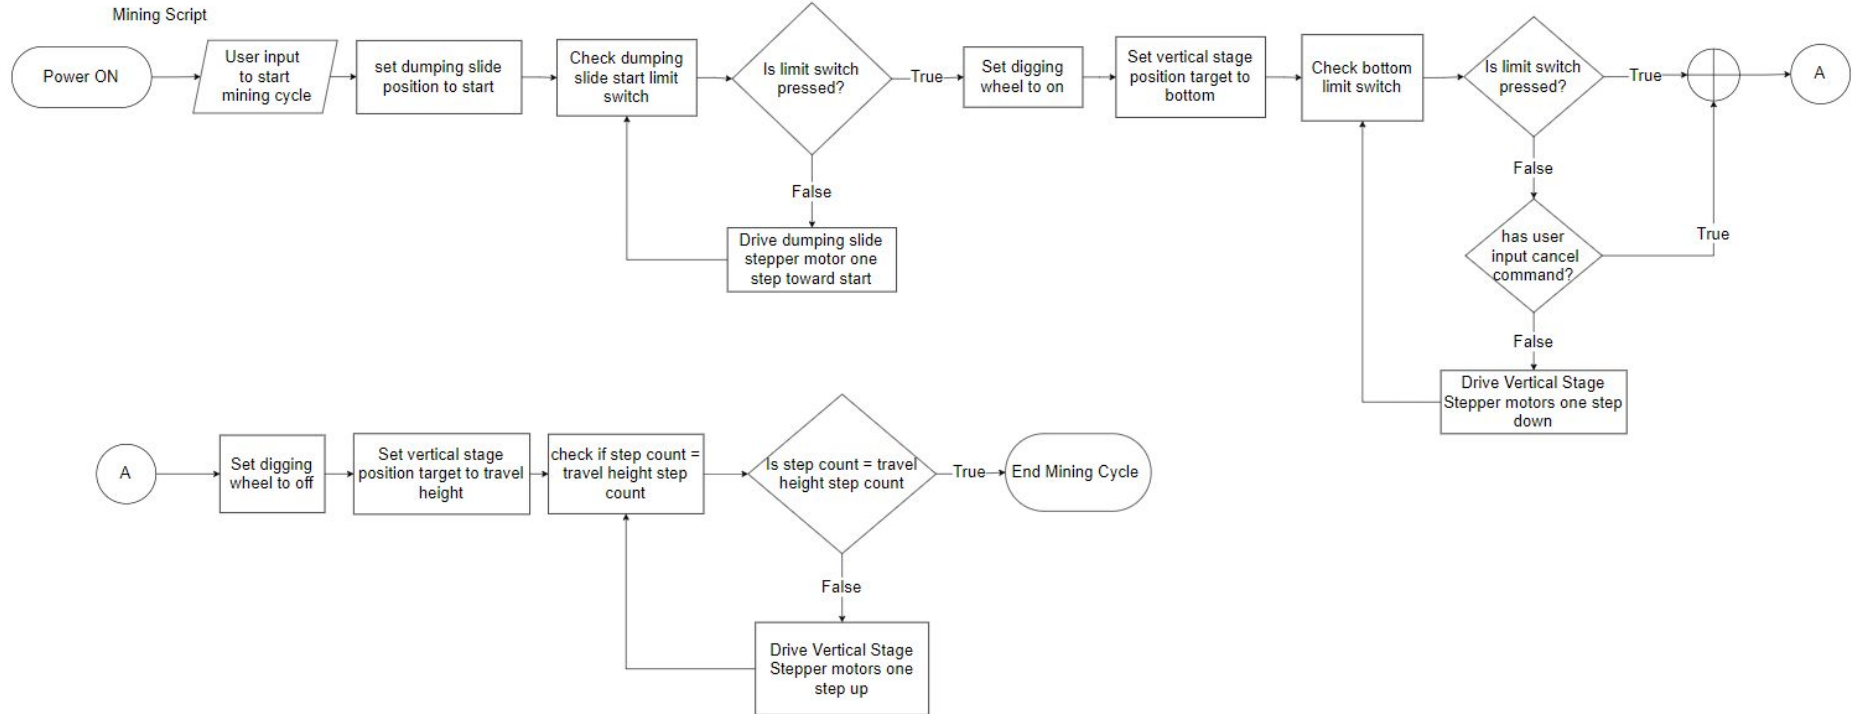 Mining Script
Power ON
User input
to start
mining cycle
set dumping slide
position to start
Check dumping
slide start limit
switch
Is limit switch
pressed?
True
Set digging
wheel to on
Set vertical stage
position target to
bottom
Check bottom
limit switch
Is limit switch
pressed?
True
A
False
Drive dumping slide
stepper motor one
step toward start
False
has user
input cancel
command?
True
False
Drive Vertical Stage
Stepper motors one step
down
A
Set digging
wheel to off
Set vertical stage
position target to travel
height
check if step count =
travel height step
count
Is step count = travel
height step count
True
End Mining Cycle
False
Drive Vertical Stage
Stepper motors one
step up